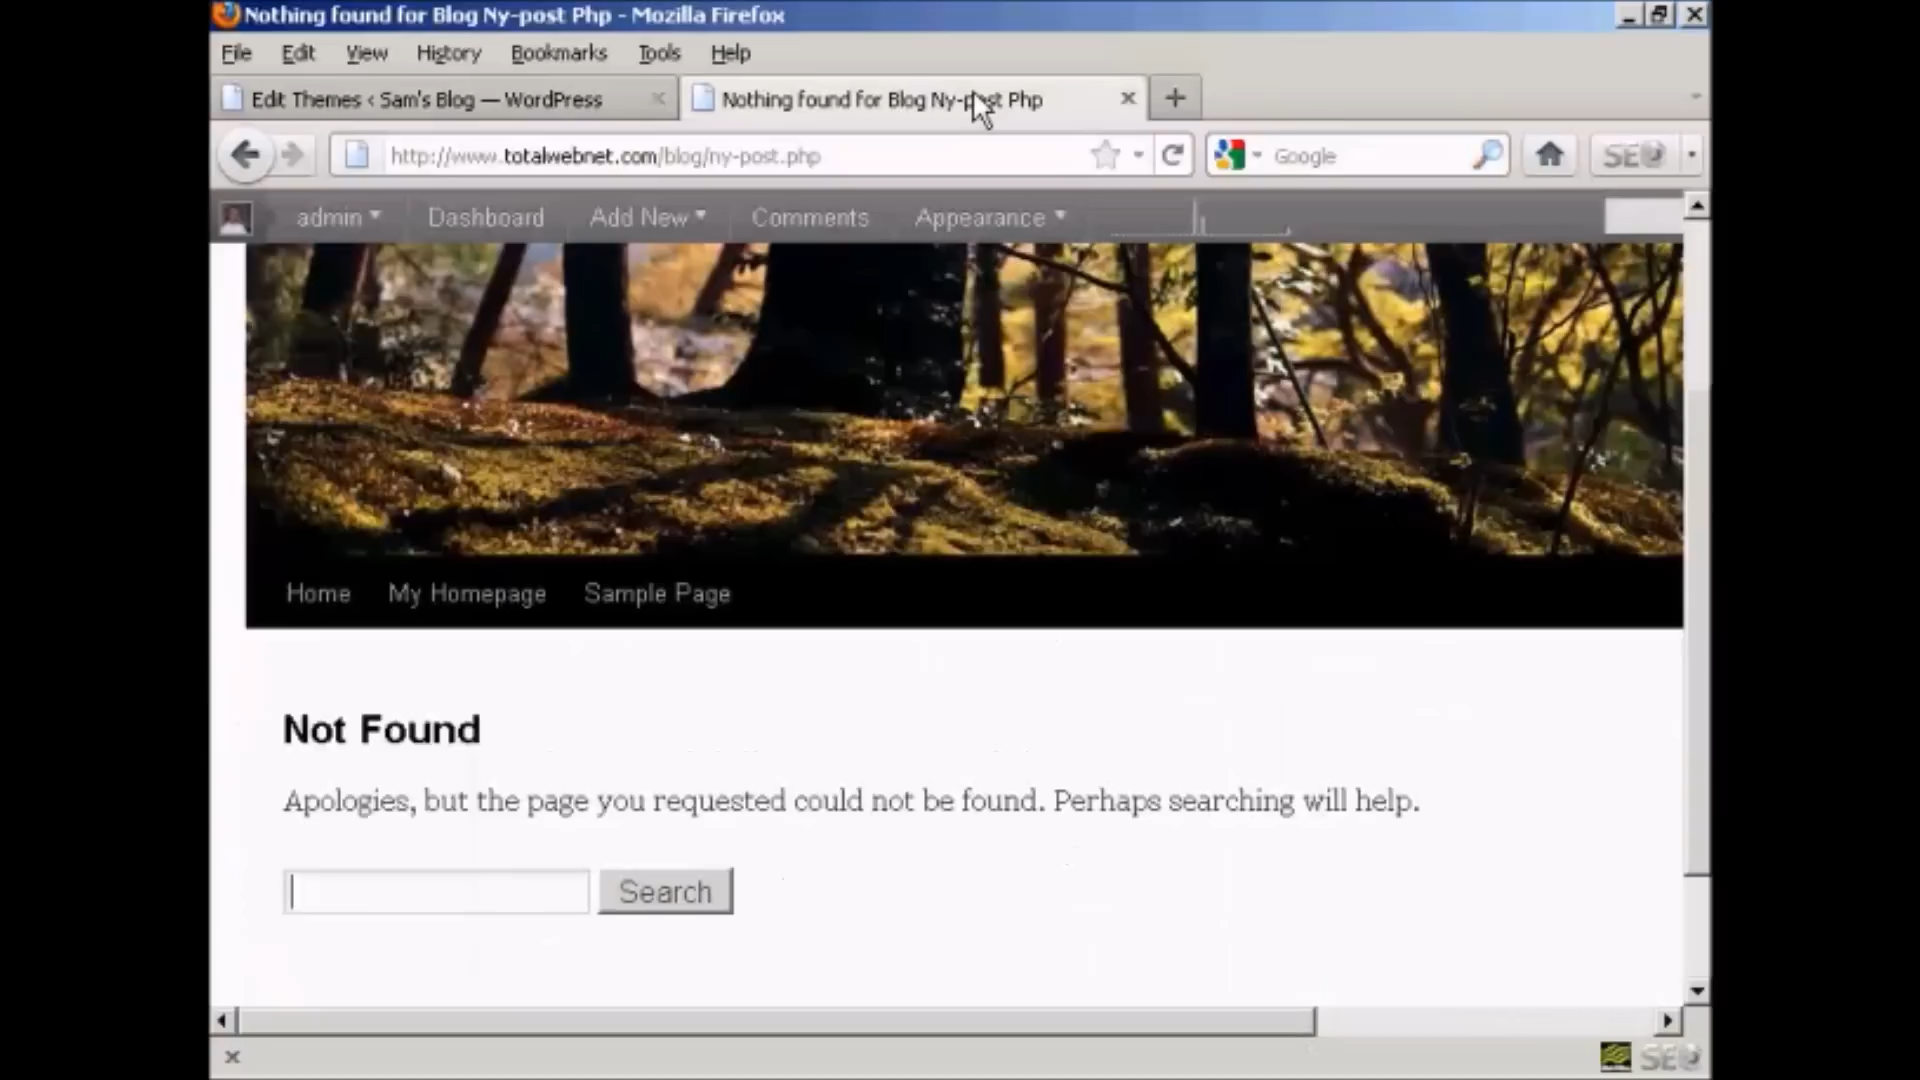 Nothing found for Blog Ny-post Php - Mozilla Firefox
File Edit View History Bookmarks Tools Help
Edit Themes ‹ Sam's Blog — WordPress
Nothing found for Blog Ny-post Php
http://www.totalwebnet.com/blog/ny-post.php
Google
SEO
admin Dashboard Add New Comments Appearance
Home My Homepage Sample Page
Not Found
Apologies, but the page you requested could not be found. Perhaps searching will help.
Search
SEO